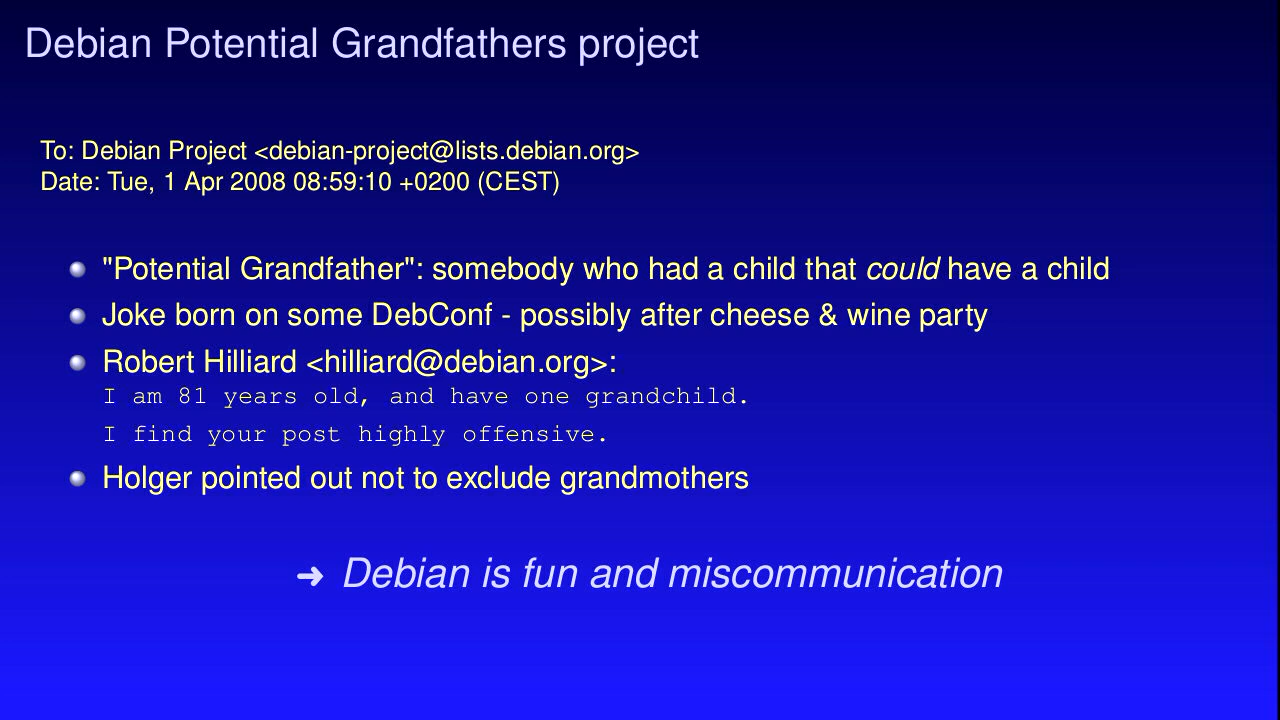 Debian Potential Grandfathers project
To: Debian Project <debian-project@lists.debian.org>
Date: Tue, 1 Apr 2008 08:59:10 +0200 (CEST)
"Potential Grandfather": somebody who had a child that could have a child
Joke born on some DebConf - possibly after cheese & wine party
Robert Hilliard <hilliard@debian.org>:
I am 81 years old, and have one grandchild.
I find your post highly offensive.
Holger pointed out not to exclude grandmothers
➜ Debian is fun and miscommunication